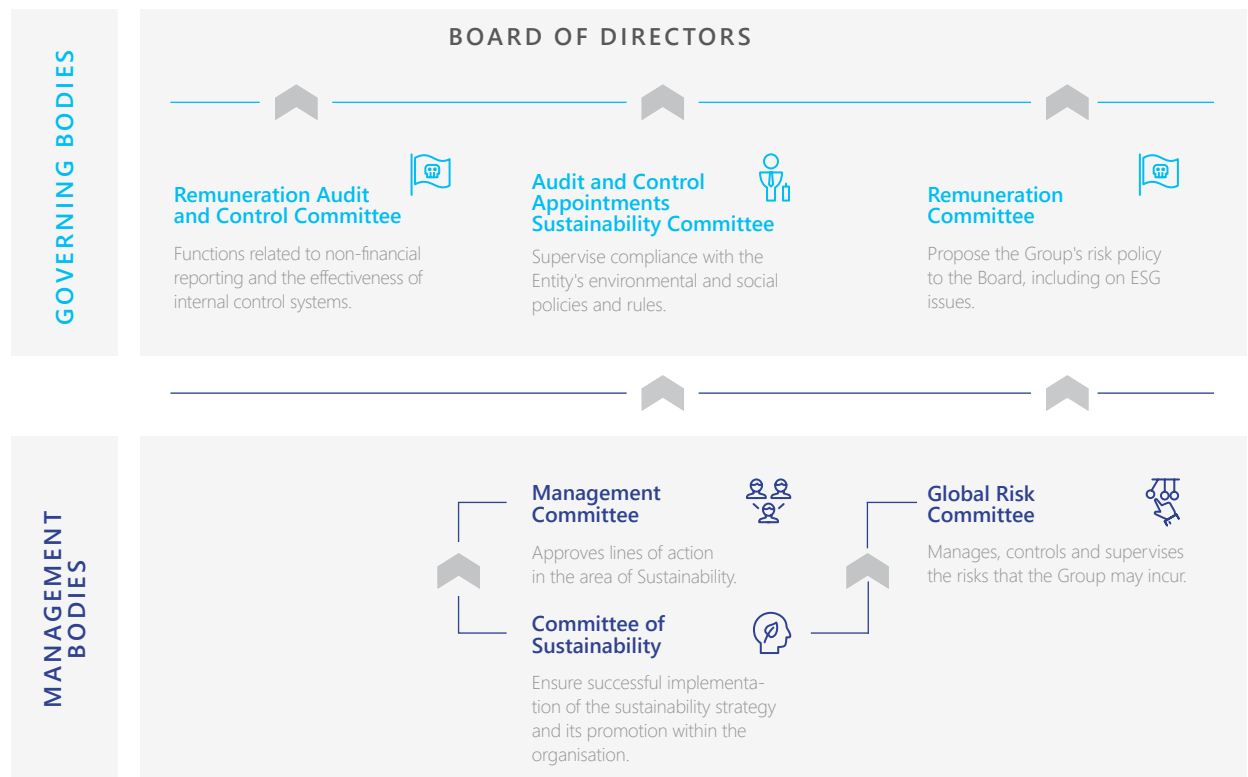 GOVERNING BODIES
BOARD OF DIRECTORS
Remuneration Audit
and Control Committee
Functions related to non-financial
reporting and the effectiveness of
internal control systems.
Audit and Control
Appointments
Sustainability Committee
Supervise compliance with the
Entity's environmental and social
policies and rules.
Remuneration
Committee
Propose the Group's risk policy
to the Board, including on ESG
issues.
MANAGEMENT
BODIES
Management
Committee
Approves lines of action
in the area of Sustainability.
Committee of
Sustainability
Ensure successful implementa-
tion of the sustainability strategy
and its promotion within the
organisation.
Global Risk
Committee
Manages, controls and supervises
the risks that the Group may incur.